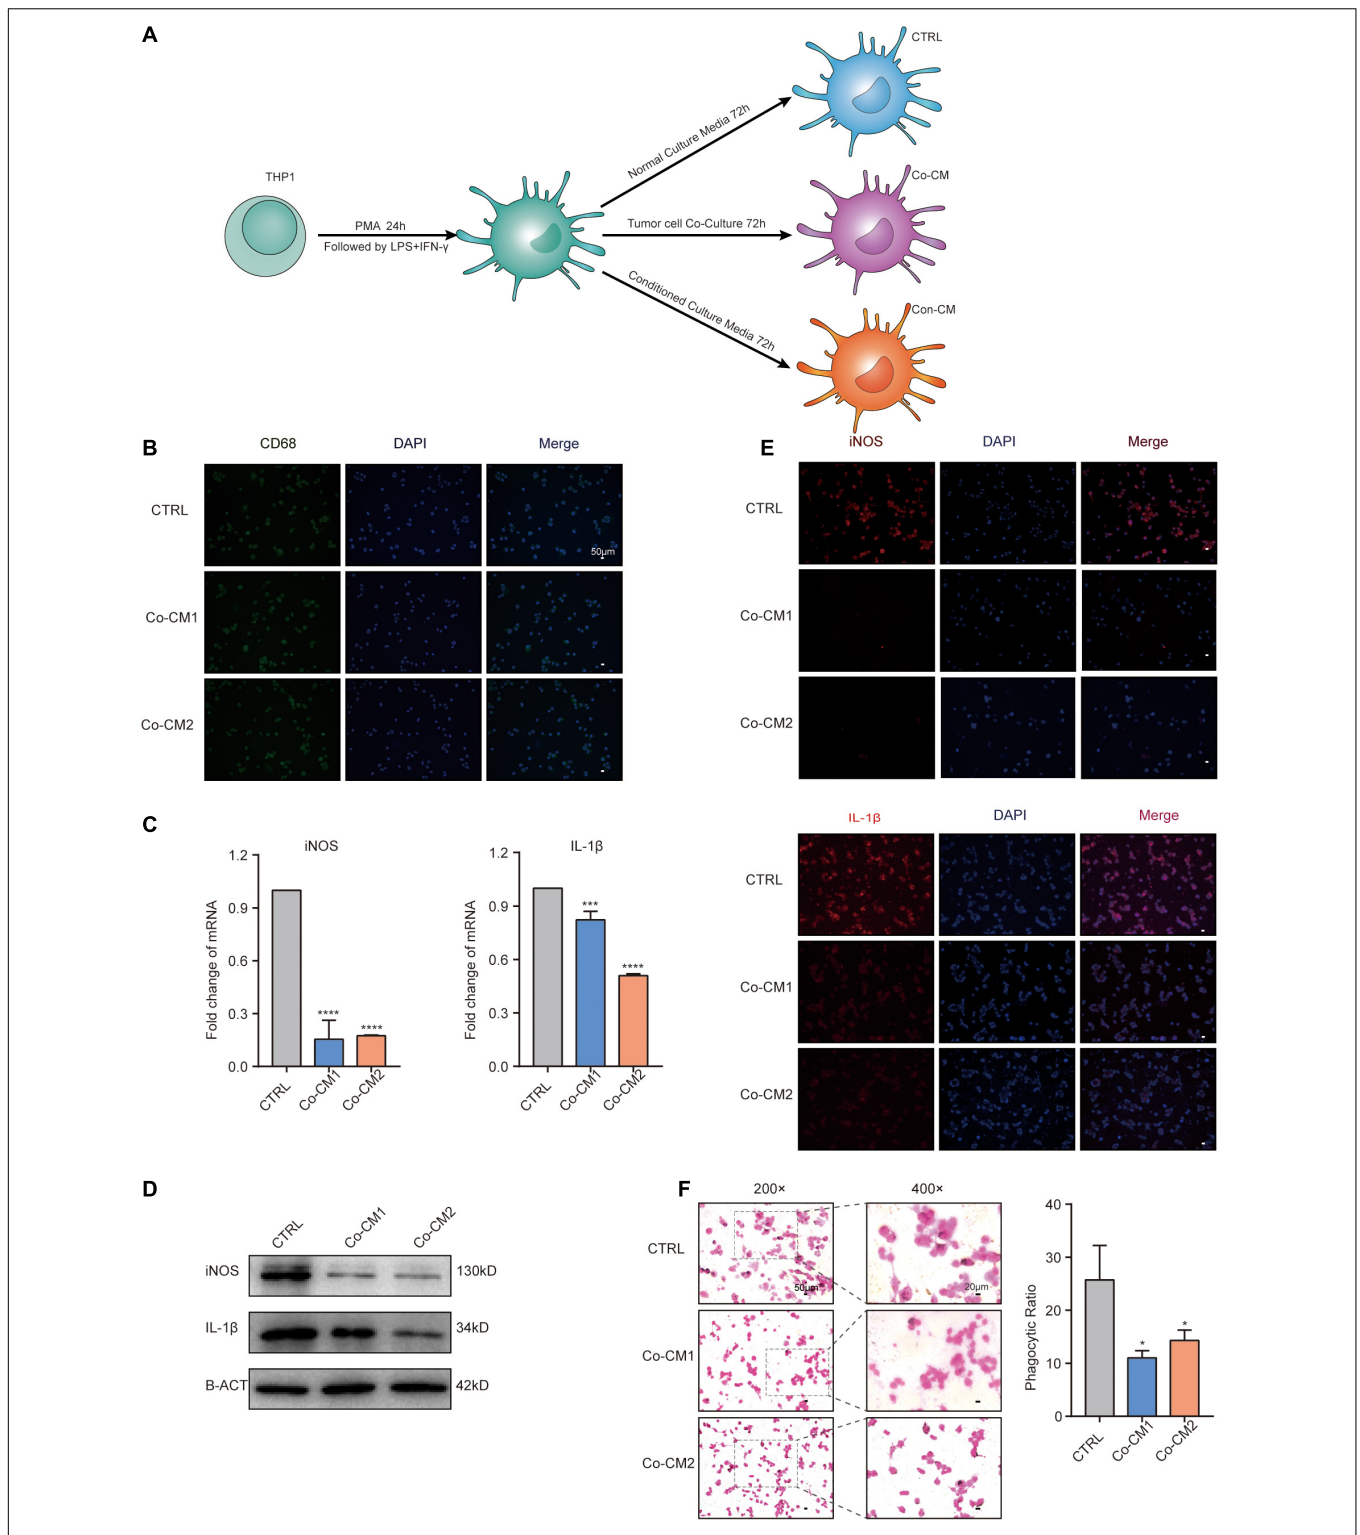 A
CTRL
Normal Culture Media 72h
THP1
PMA 24h
Followed by LPS+IFN-γ
Co-CM
Tumor cell Co-Culture 72h
Conditioned Culture Media 72h
Con-CM
B
CD68 DAPI Merge
CTRL
50μm
Co-CM1
Co-CM2
E
iNOS DAPI Merge
CTRL
Co-CM1
Co-CM2
IL-1β DAPI Merge
CTRL
Co-CM1
Co-CM2
C
iNOS
Fold change of mRNA
1.2
0.9
0.6
0.3
0.0
**** ****
CTRL Co-CM1 Co-CM2
IL-1β
Fold change of mRNA
1.2
0.9
0.6
0.3
0.0
*** ****
CTRL Co-CM1 Co-CM2
D
CTRL Co-CM1 Co-CM2
iNOS 130kD
IL-1β 34kD
B-ACT 42kD
F
200× 400×
CTRL
50μm 20μm
Co-CM1
Co-CM2
Phagocytic Ratio
40
30
20
10
0
* *
CTRL Co-CM1 Co-CM2